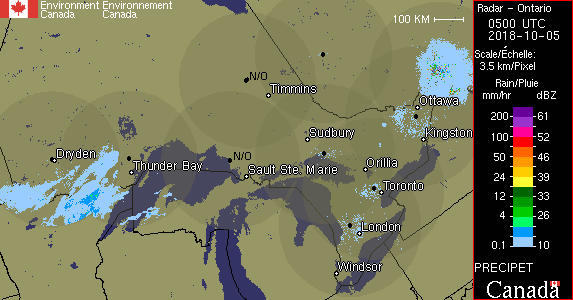 Environment Environnement
Canada Canada
100 KM
N/O
Timmins
Ottawa
Sudbury
Kingston
Dryden
Thunder Bay
N/O
Sault Ste. Marie
Orillia
Toronto
London
Windsor
Radar - Ontario
0500 UTC
2018-10-05
Scale/Échelle:
3.5 km/Pixel
Rain/Pluie
mm/hr dBZ
200 61
100 52
50 46
24 39
12 33
4 26
0.1 10
PRECIPET
Canada